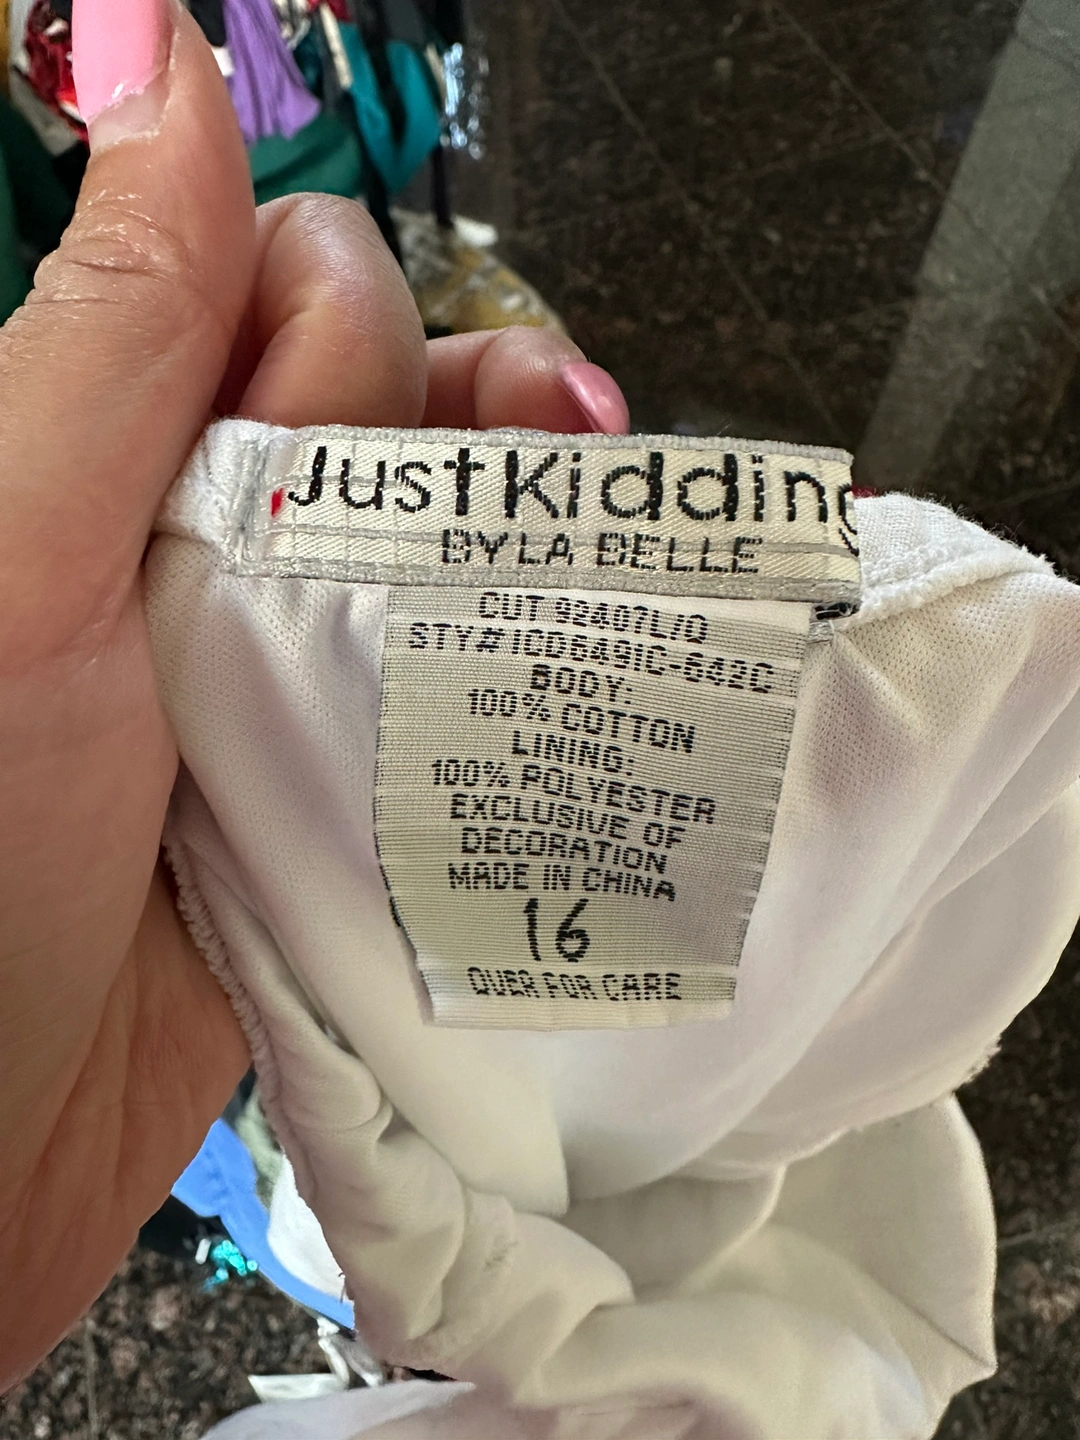 JustKidding
BY LA BELLE
CUT 92407L/Q
STY# ICD649IC-642C
BODY:
100% COTTON
LINING:
100% POLYESTER
EXCLUSIVE OF
DECORATION
MADE IN CHINA
16
OVER FOR CARE